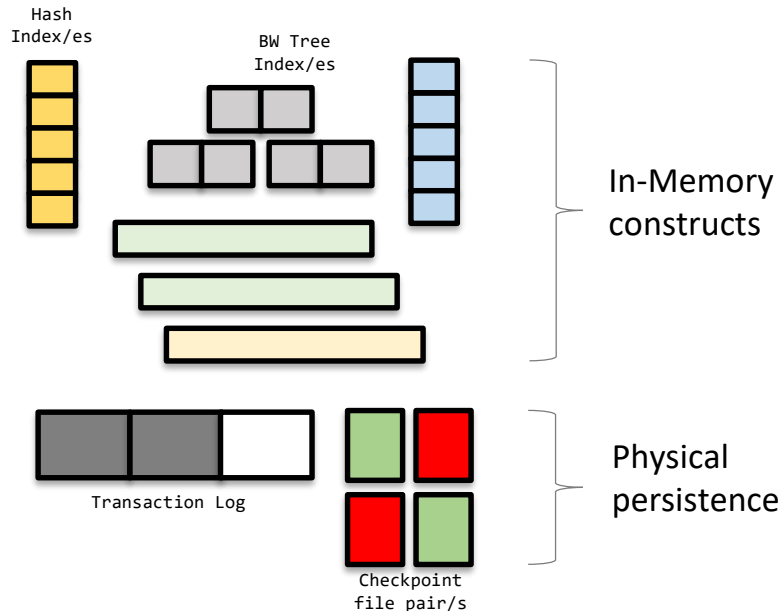 Hash
Index/es
BW Tree
Index/es
In-Memory
constructs
Transaction Log
Checkpoint
file pair/s
Physical
persistence